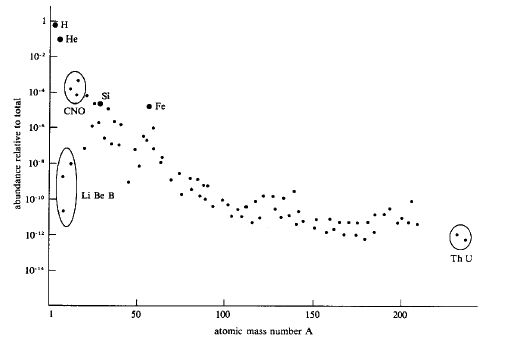 1
H
He
10⁻²
10⁻⁴
CNO
Si
Fe
10⁻⁶
10⁻⁸
Li Be B
10⁻¹⁰
10⁻¹²
Th U
10⁻¹⁴
abundance relative to total
1
50
100
150
200
atomic mass number A